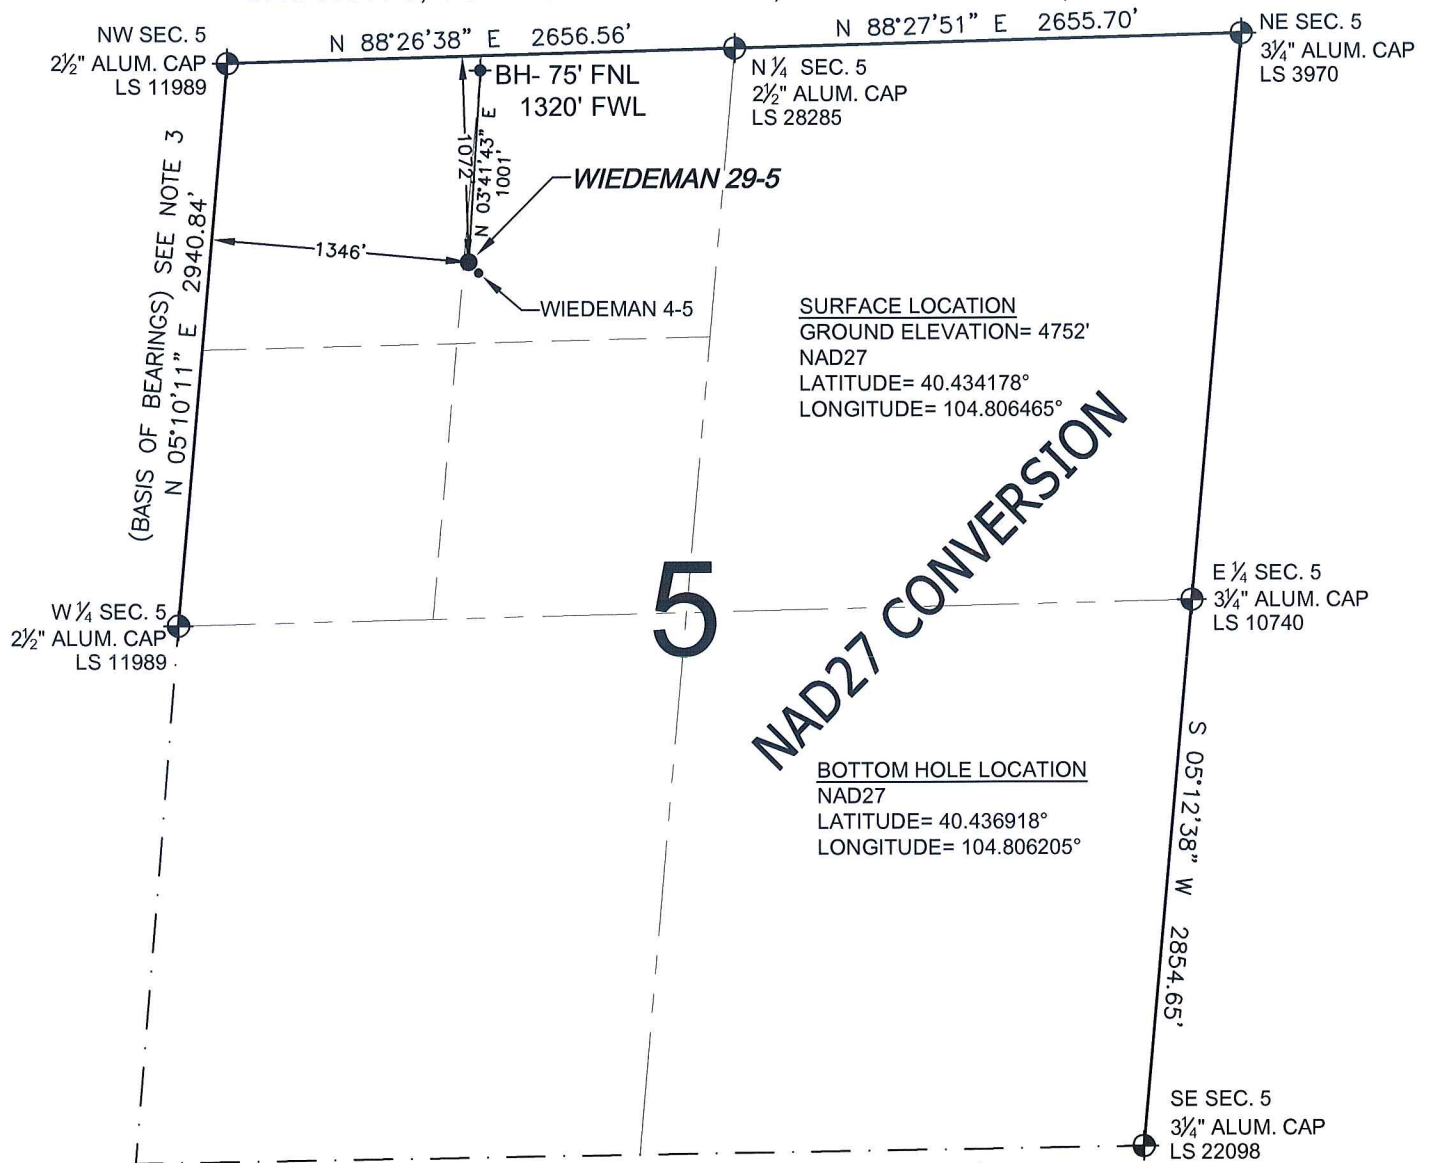 NW SEC. 5
2½" ALUM. CAP
LS 11989
N 88°26'38" E 2656.56'
N 88°27'51" E 2655.70'
NE SEC. 5
3¼" ALUM. CAP
LS 3970
BH- 75' FNL
1320' FWL
N ¼ SEC. 5
2½" ALUM. CAP
LS 28285
1072'
N 03°41'43" E
1001'
WIEDEMAN 29-5
1346'
WIEDEMAN 4-5
(BASIS OF BEARINGS) SEE NOTE 3
N 05°10'11" E 2940.84'
SURFACE LOCATION
GROUND ELEVATION= 4752'
NAD27
LATITUDE= 40.434178°
LONGITUDE= 104.806465°
NAD27 CONVERSION
5
W ¼ SEC. 5
2½" ALUM. CAP
LS 11989
E ¼ SEC. 5
3¼" ALUM. CAP
LS 10740
BOTTOM HOLE LOCATION
NAD27
LATITUDE= 40.436918°
LONGITUDE= 104.806205°
S 05°12'38" W 2854.65'
SE SEC. 5
3¼" ALUM. CAP
LS 22098